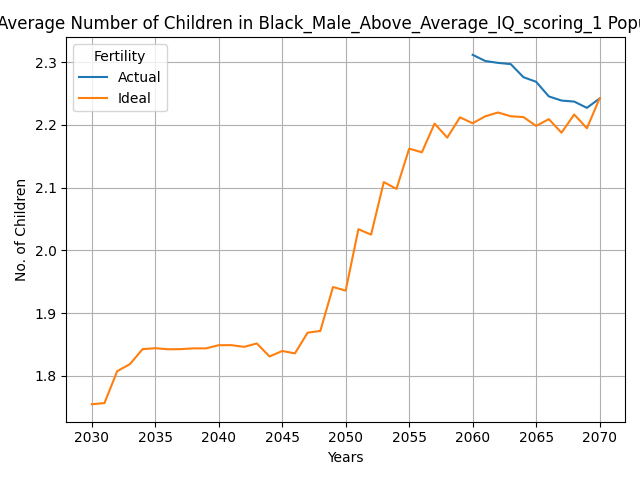 Average Number of Children in Black_Male_Above_Average_IQ_scoring_1 Popu
Fertility
Actual
Ideal
No. of Children
2.3
2.2
2.1
2.0
1.9
1.8
2030 2035 2040 2045 2050 2055 2060 2065 2070
Years